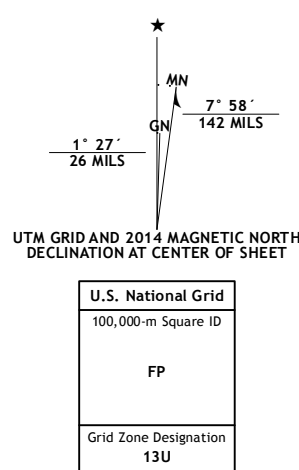 ★
MN
7° 58´
142 MILS
GN
1° 27´
26 MILS
UTM GRID AND 2014 MAGNETIC NORTH
DECLINATION AT CENTER OF SHEET
U.S. National Grid
100,000-m Square ID
FP
Grid Zone Designation
13U